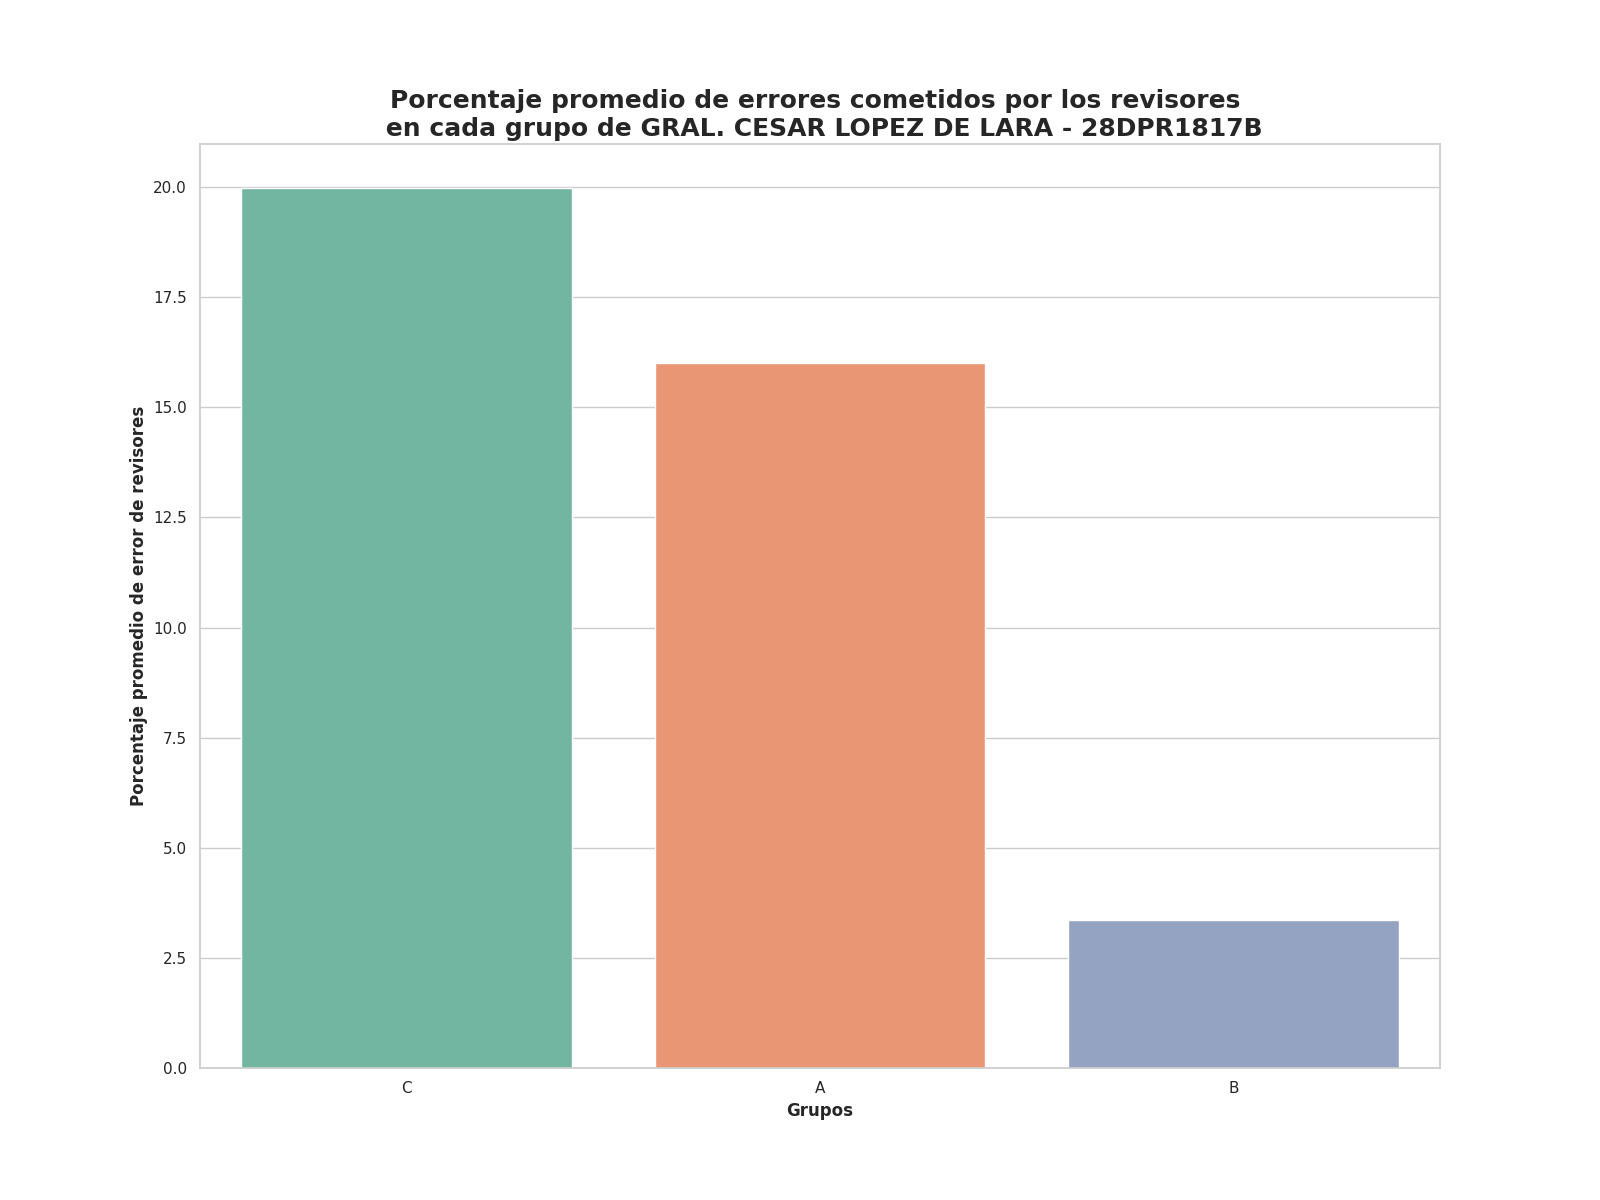 Porcentaje promedio de errores cometidos por los revisores
en cada grupo de GRAL. CESAR LOPEZ DE LARA - 28DPR1817B
20.0
17.5
15.0
12.5
10.0
7.5
5.0
2.5
0.0
Porcentaje promedio de error de revisores
C A B
Grupos